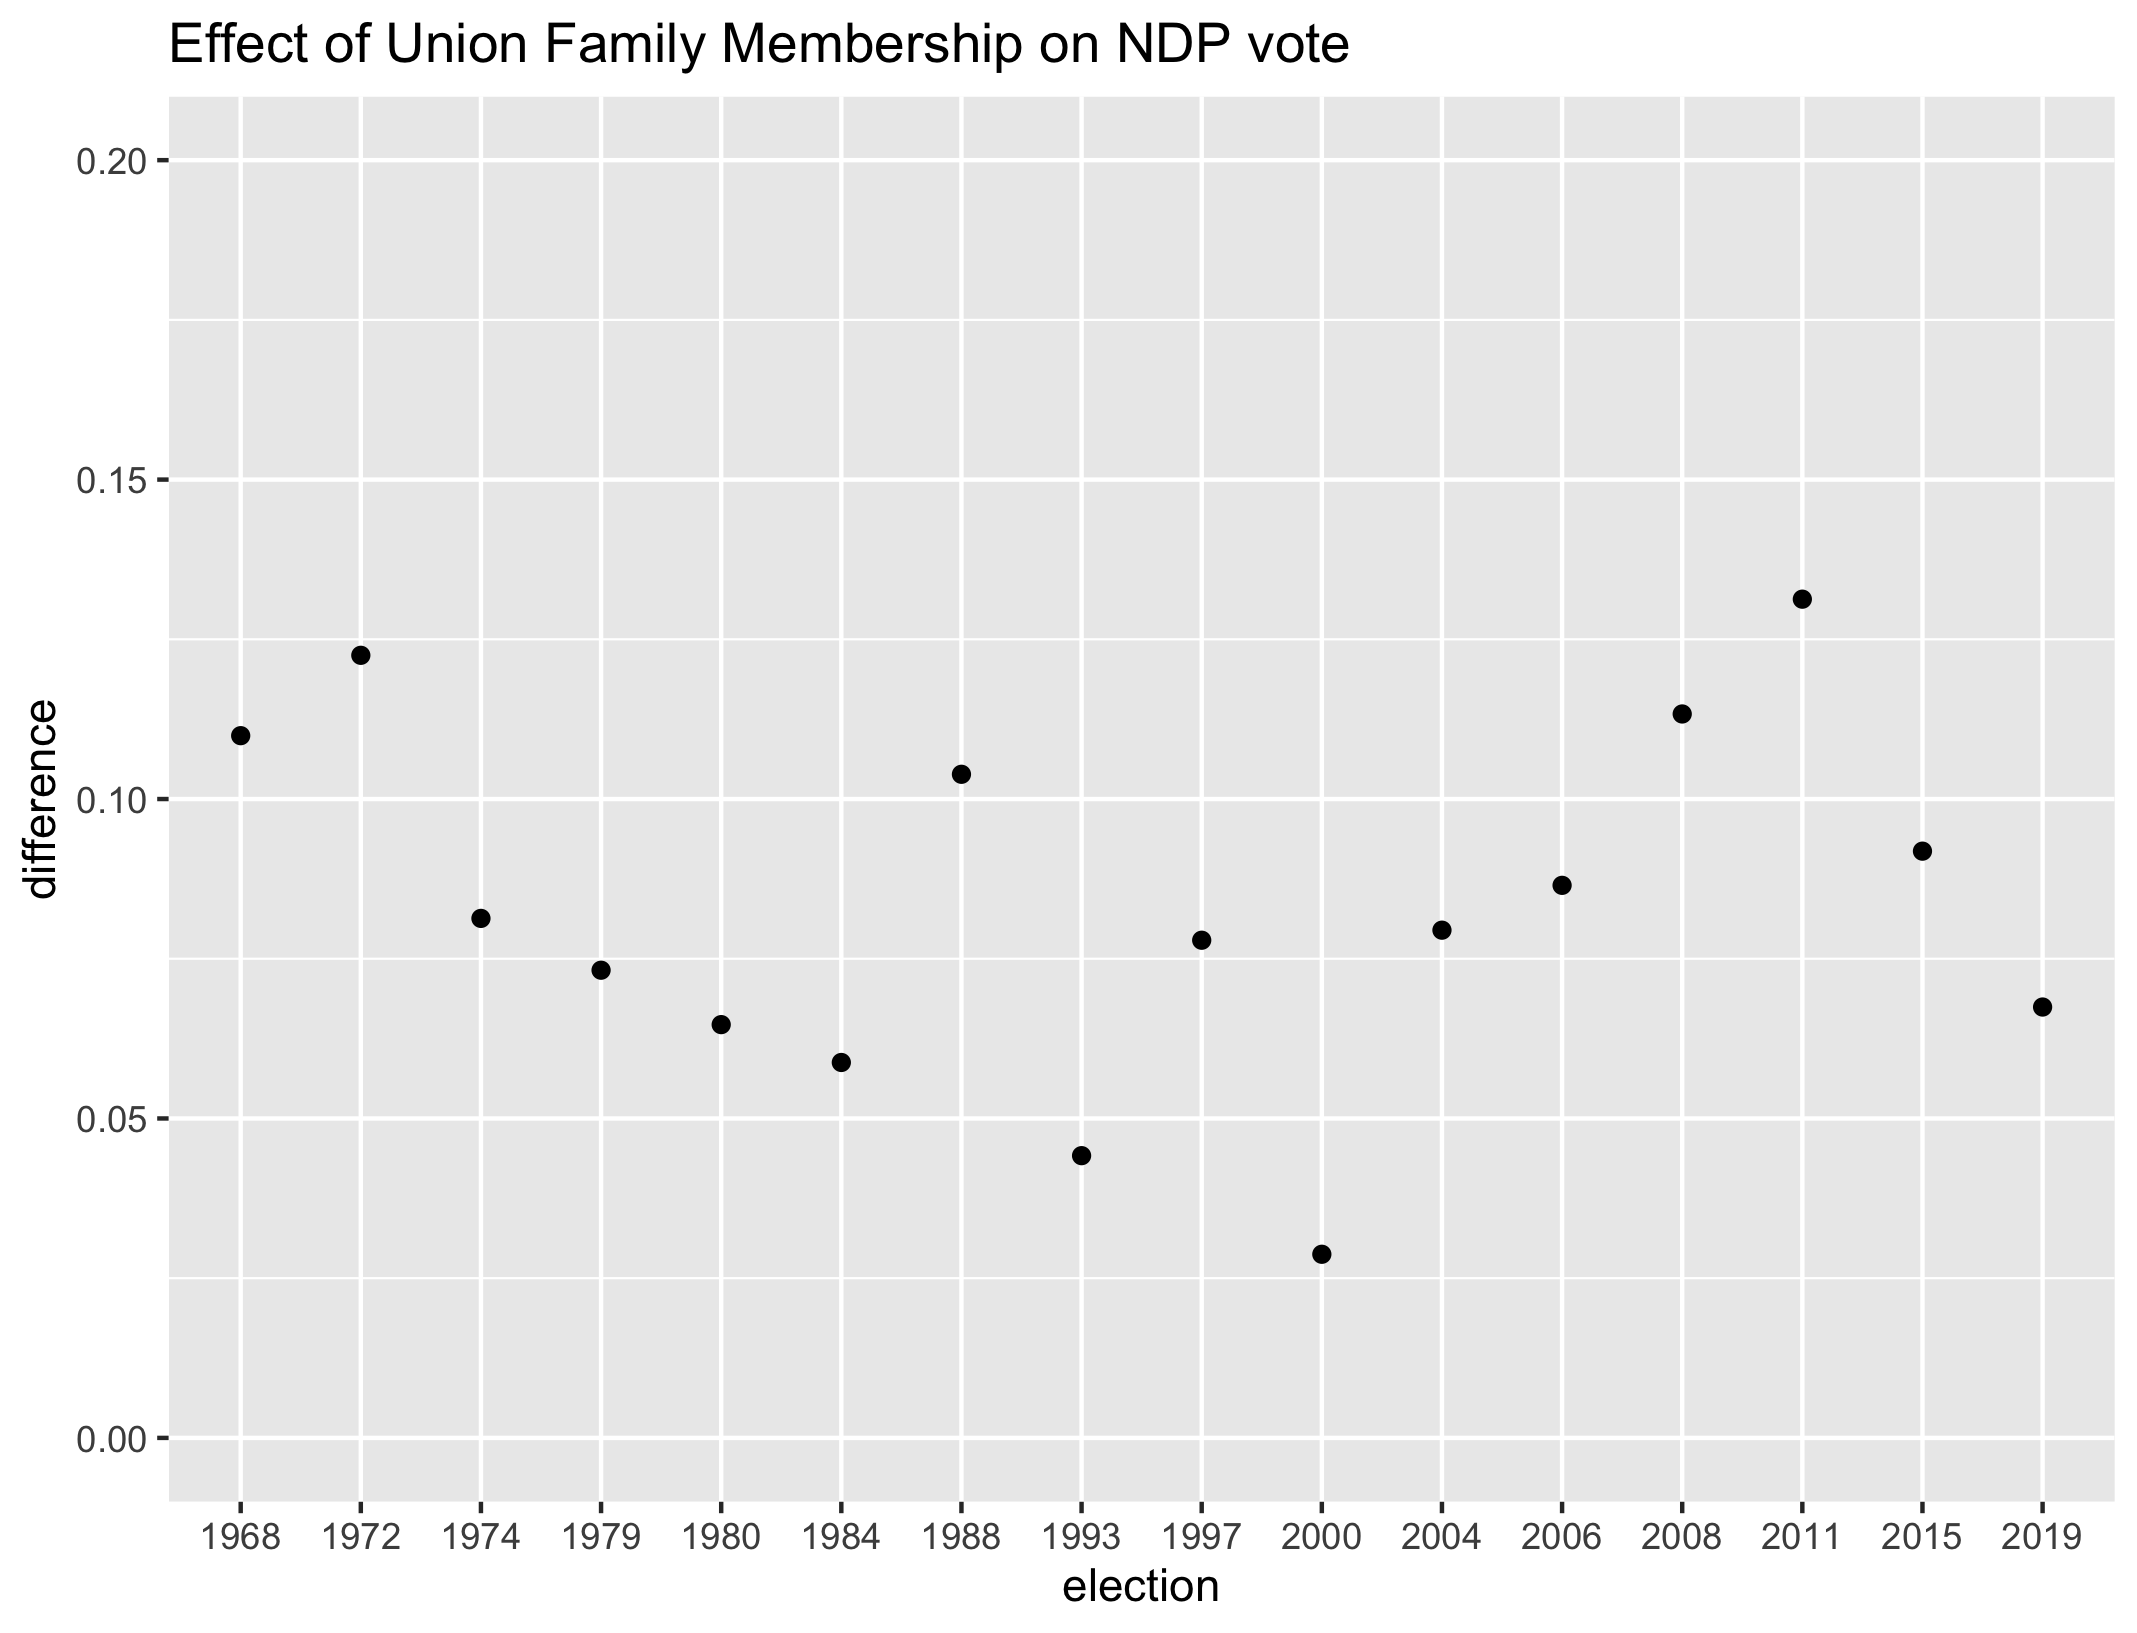 Effect of Union Family Membership on NDP vote
0.20
0.15
0.10
0.05
0.00
difference
1968 1972 1974 1979 1980 1984 1988 1993 1997 2000 2004 2006 2008 2011 2015 2019
election